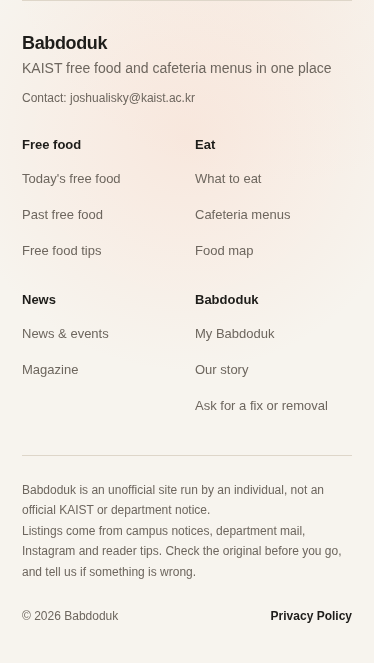 Babdoduk
KAIST free food and cafeteria menus in one place
Contact: joshualisky@kaist.ac.kr
Free food
Today's free food
Past free food
Free food tips
Eat
What to eat
Cafeteria menus
Food map
News
News & events
Magazine
Babdoduk
My Babdoduk
Our story
Ask for a fix or removal
Babdoduk is an unofficial site run by an individual, not an
official KAIST or department notice.
Listings come from campus notices, department mail,
Instagram and reader tips. Check the original before you go,
and tell us if something is wrong.
© 2026 Babdoduk
Privacy Policy